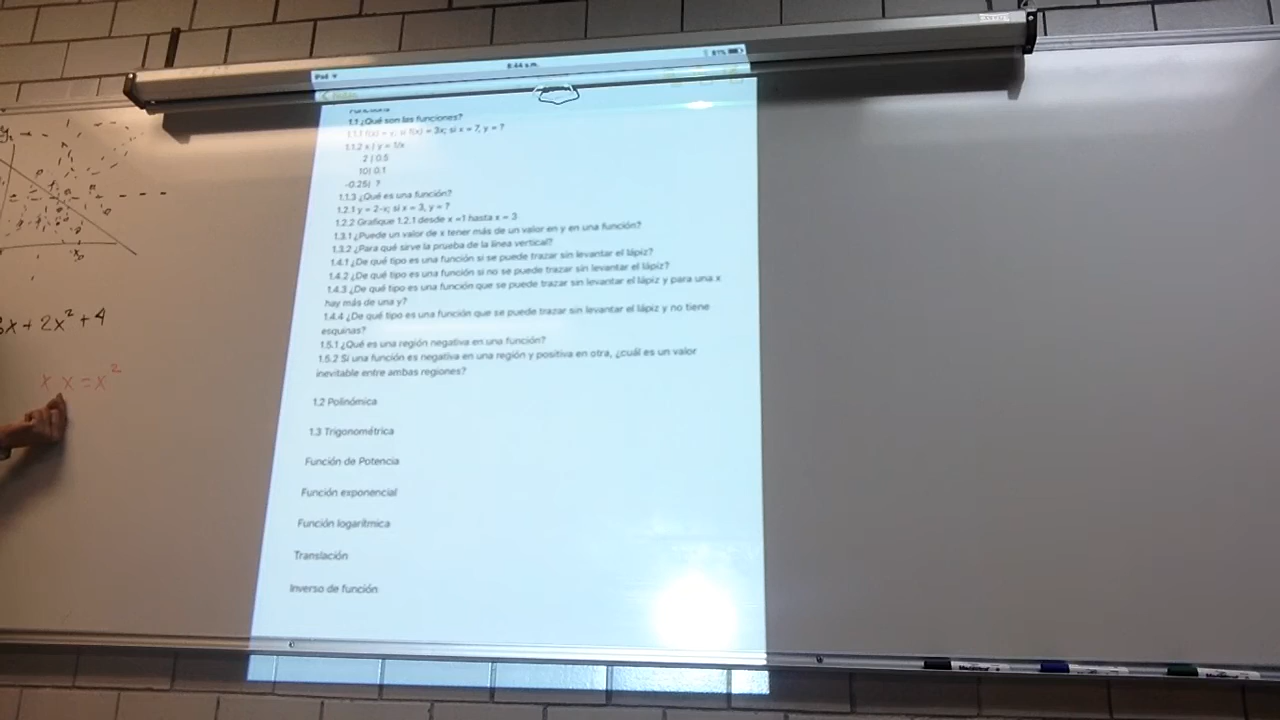 iPad
8:44 a.m.
81%
Funciones
1.1 ¿Qué son las funciones?
1.1.1 f(x) = y; si f(x) = 3x; si x = 7, y = ?
1.1.2 x | y = 1/x
2 | 0.5
10| 0.1
-0.25| ?
1.1.3 ¿Qué es una función?
1.2.1 y = 2-x; si x = 3, y = ?
1.2.2 Grafique 1.2.1 desde x =1 hasta x = 3
1.3.1 ¿Puede un valor de x tener más de un valor en y en una función?
1.3.2 ¿Para qué sirve la prueba de la línea vertical?
1.4.1 ¿De qué tipo es una función si se puede trazar sin levantar el lápiz?
1.4.2 ¿De qué tipo es una función si no se puede trazar sin levantar el lápiz?
1.4.3 ¿De qué tipo es una función que se puede trazar sin levantar el lápiz y para una x
hay más de una y?
1.4.4 ¿De qué tipo es una función que se puede trazar sin levantar el lápiz y no tiene
esquinas?
1.5.1 ¿Qué es una región negativa en una función?
1.5.2 Si una función es negativa en una región y positiva en otra, ¿cuál es un valor
inevitable entre ambas regiones?
1.2 Polinómica
1.3 Trigonométrica
Función de Potencia
Función exponencial
Función logarítmica
Translación
Inverso de función
x + 2x² + 4
x x = x²